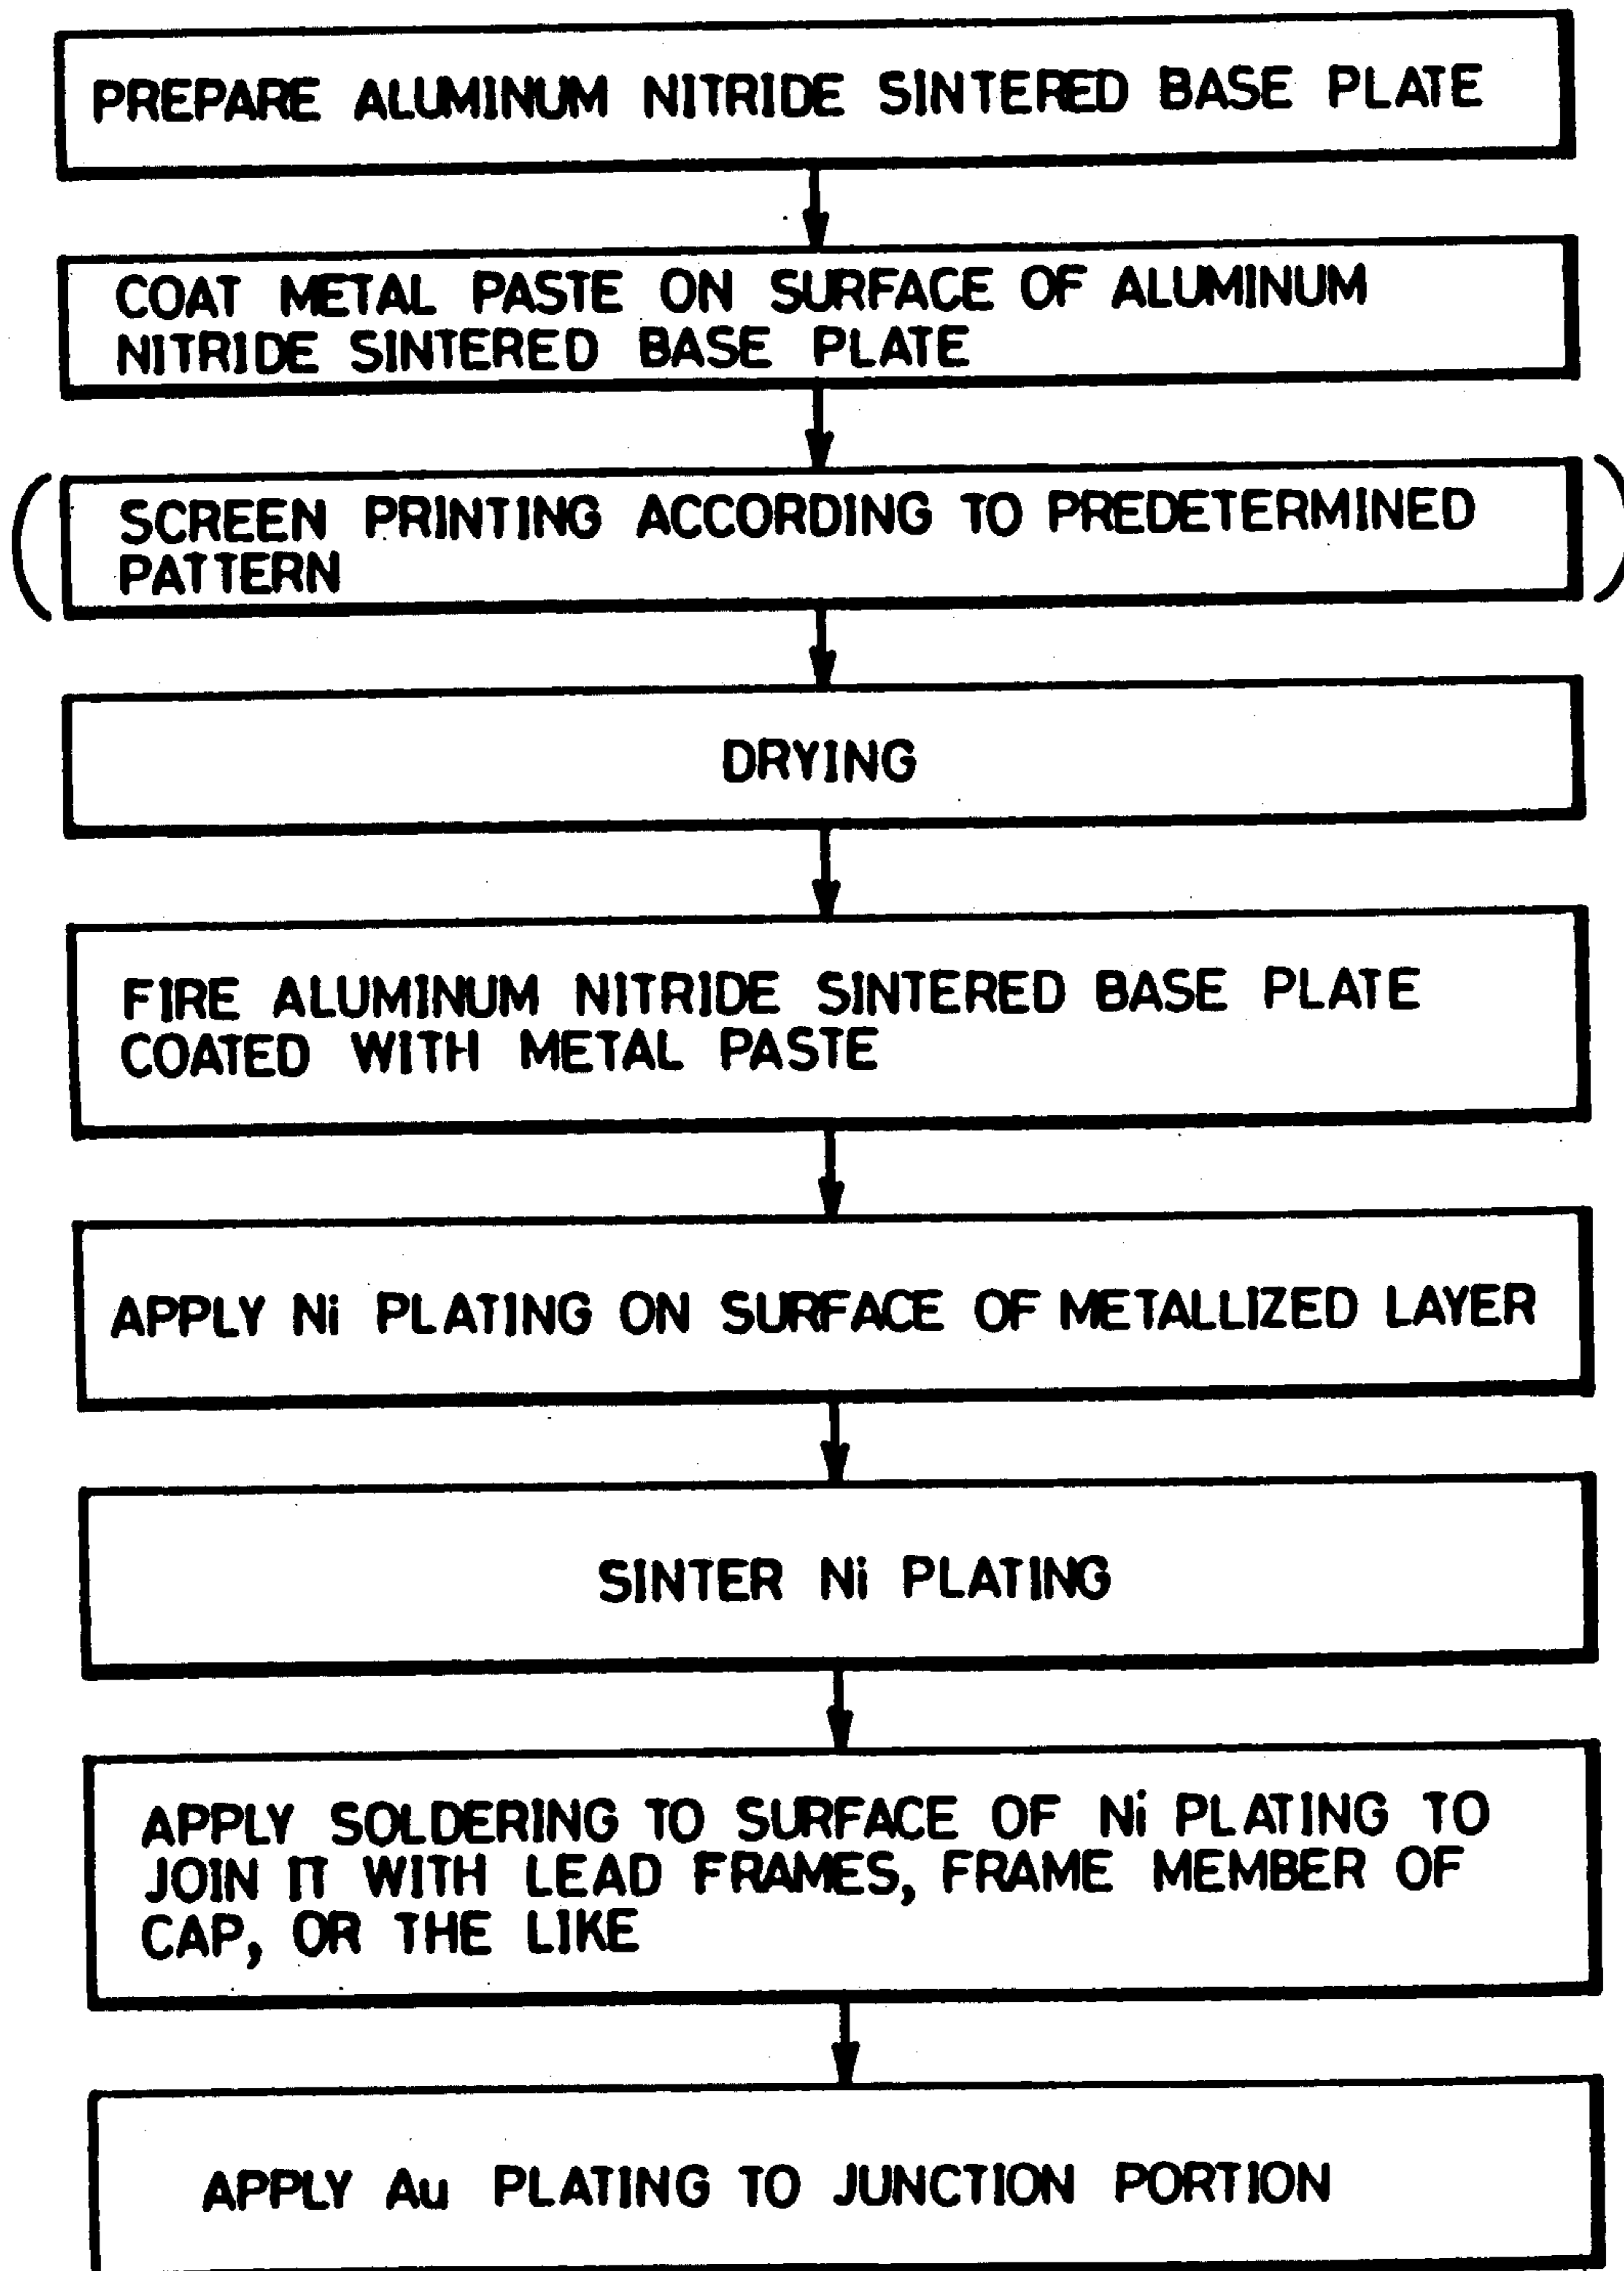 PREPARE ALUMINUM NITRIDE SINTERED BASE PLATE
COAT METAL PASTE ON SURFACE OF ALUMINUM
NITRIDE SINTERED BASE PLATE
SCREEN PRINTING ACCORDING TO PREDETERMINED
PATTERN
DRYING
FIRE ALUMINUM NITRIDE SINTERED BASE PLATE
COATED WITH METAL PASTE
APPLY Ni PLATING ON SURFACE OF METALLIZED LAYER
SINTER Ni PLATING
APPLY SOLDERING TO SURFACE OF Ni PLATING TO
JOIN IT WITH LEAD FRAMES, FRAME MEMBER OF
CAP, OR THE LIKE
APPLY Au PLATING TO JUNCTION PORTION